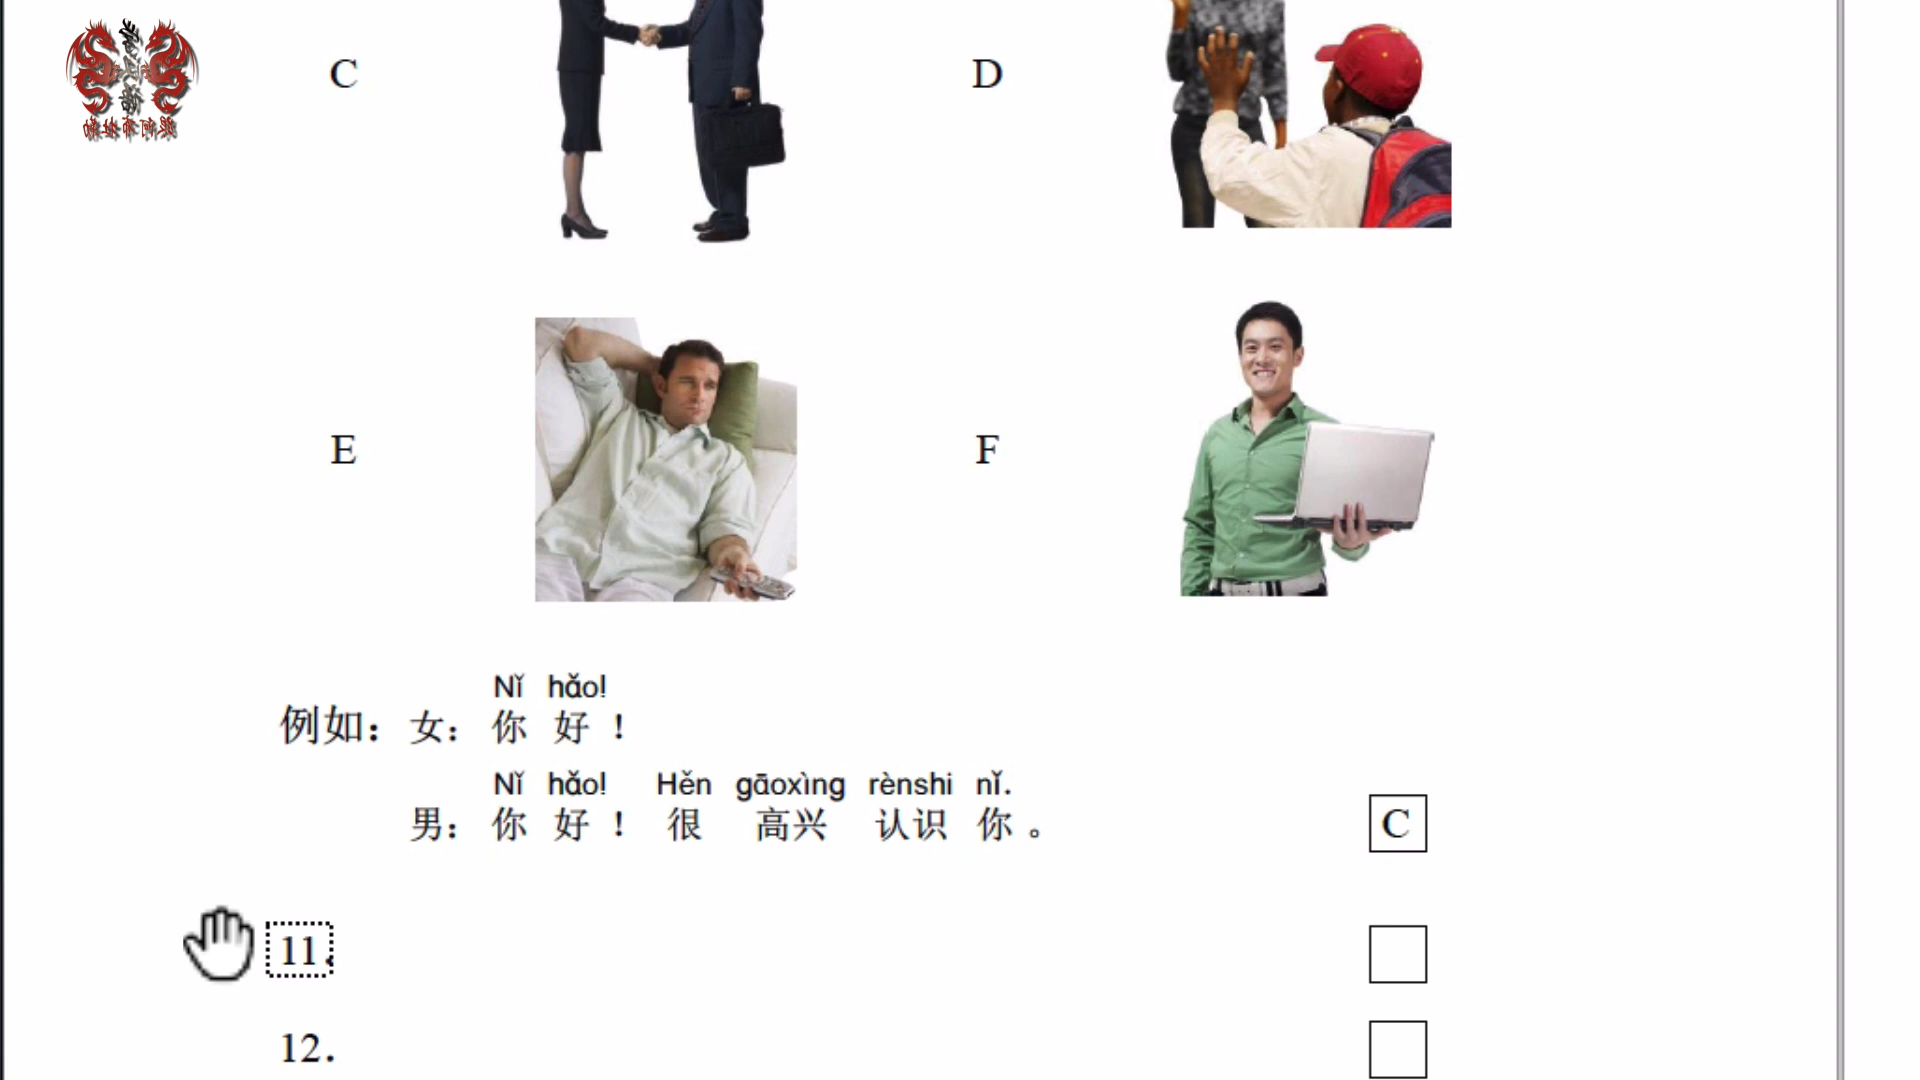 C
D
E
F
Nǐ hǎo!
例如：女：你 好 ！
Nǐ hǎo! Hěn gāoxìng rènshi nǐ.
男：你 好 ！ 很 高兴 认识 你 。
C
11.
12.